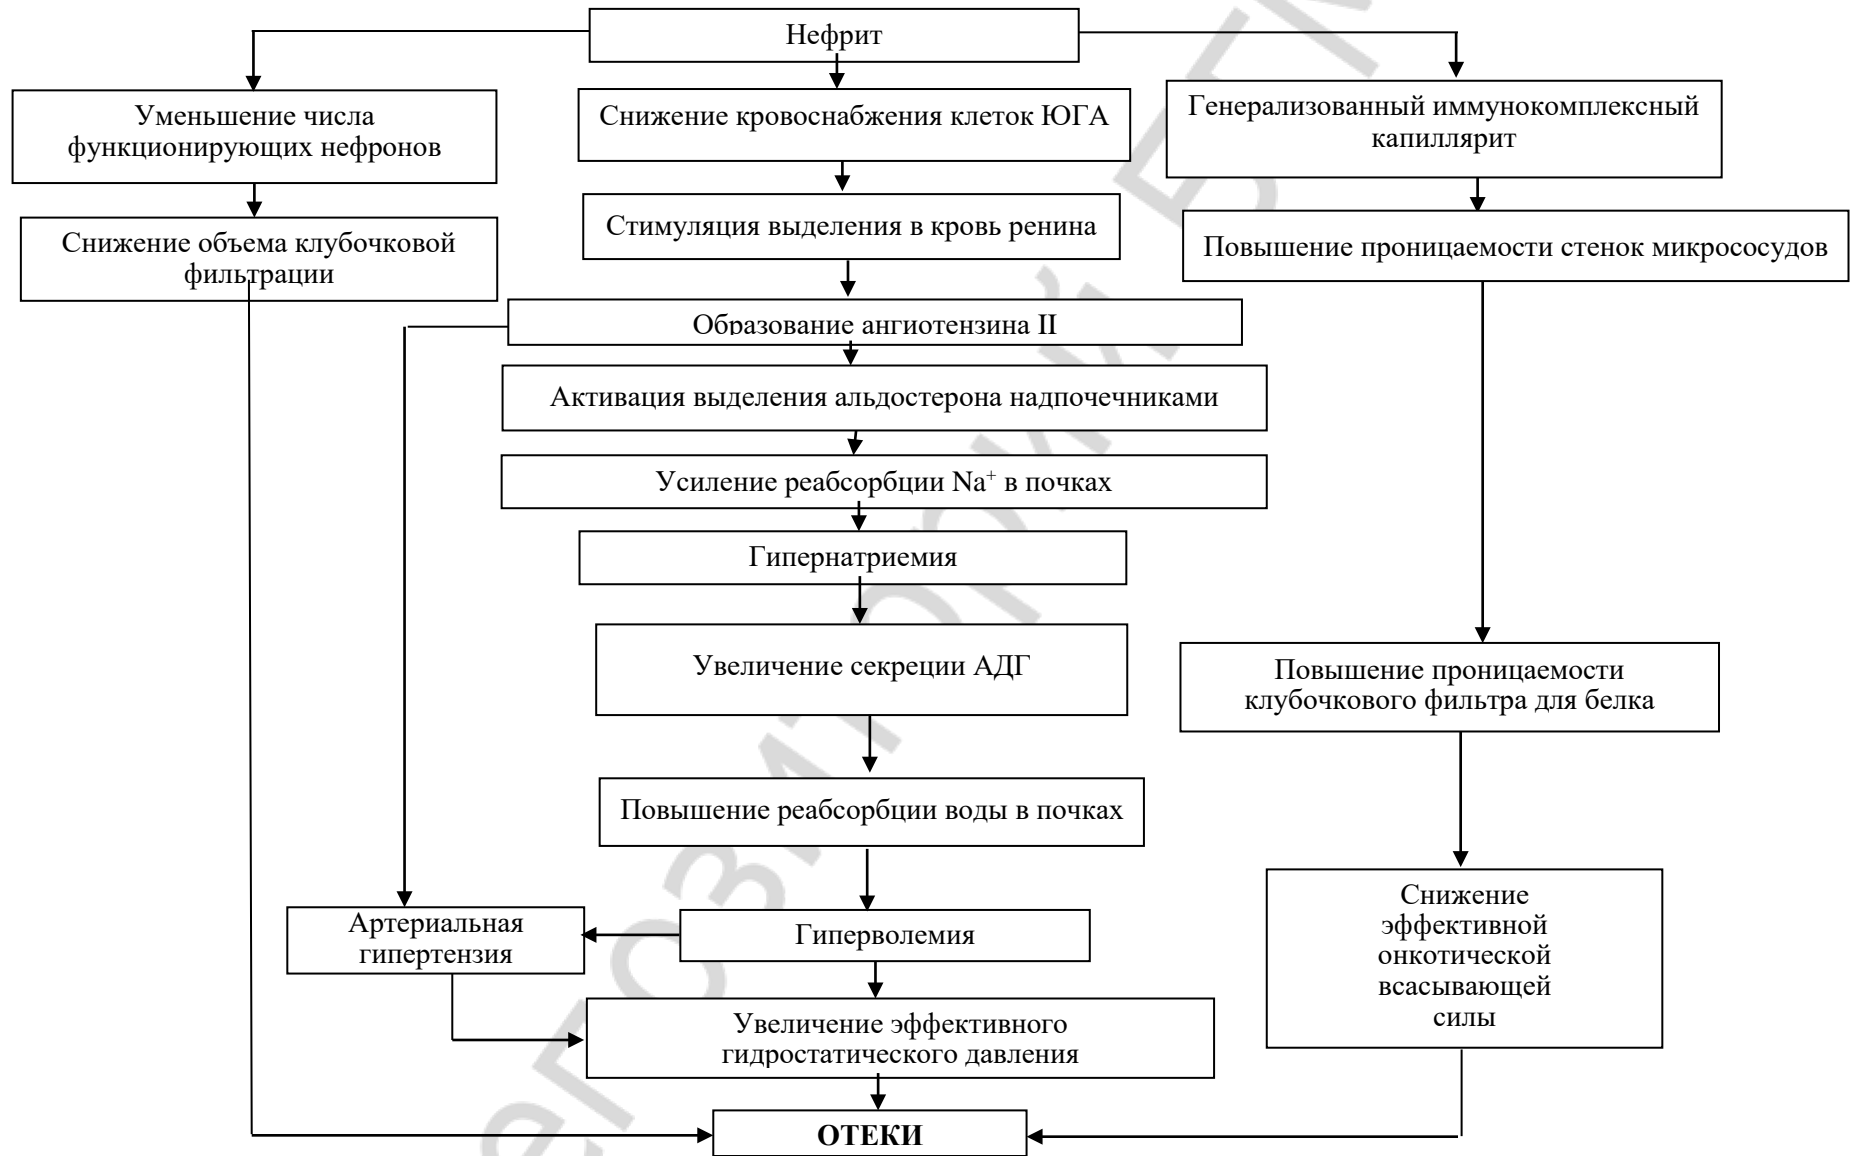 Нефрит
Уменьшение числа
функционирующих нефронов
Снижение кровоснабжения клеток ЮГА
Генерализованный иммунокомплексный
капиллярит
Снижение объема клубочковой
фильтрации
Стимуляция выделения в кровь ренина
Повышение проницаемости стенок микрососудов
Образование ангиотензина II
Активация выделения альдостерона надпочечниками
Усиление реабсорбции Na⁺ в почках
Гипернатриемия
Увеличение секреции АДГ
Повышение проницаемости
клубочкового фильтра для белка
Повышение реабсорбции воды в почках
Артериальная
гипертензия
Гиперволемия
Снижение
эффективной
онкотической
всасывающей
силы
Увеличение эффективного
гидростатического давления
ОТЕКИ